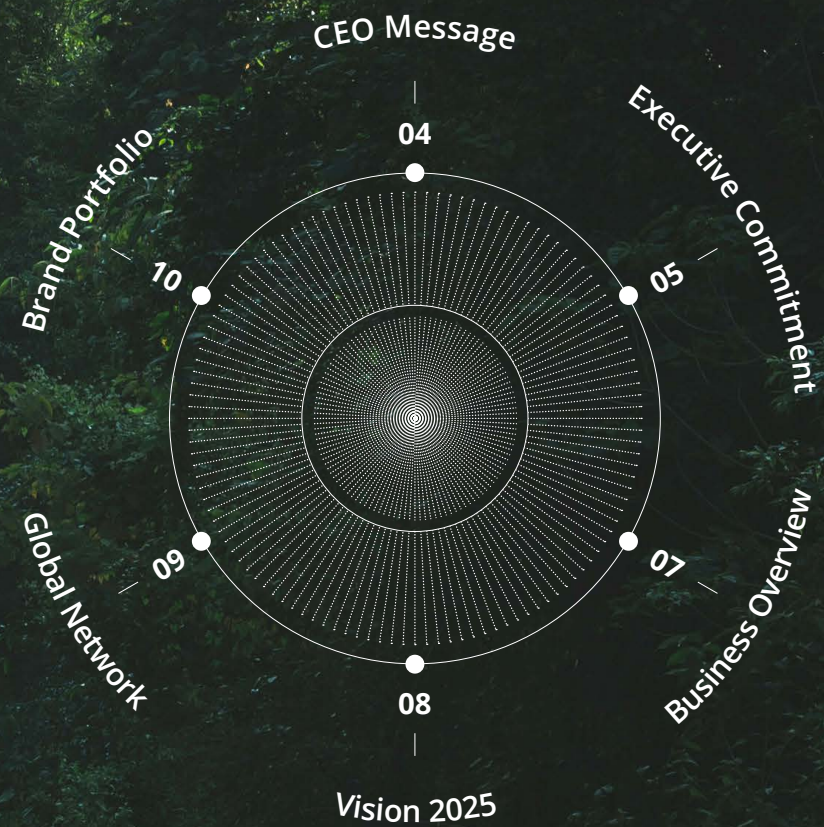 CEO Message
04
Executive Commitment
05
Business Overview
07
Vision 2025
08
Global Network
09
Brand Portfolio
10